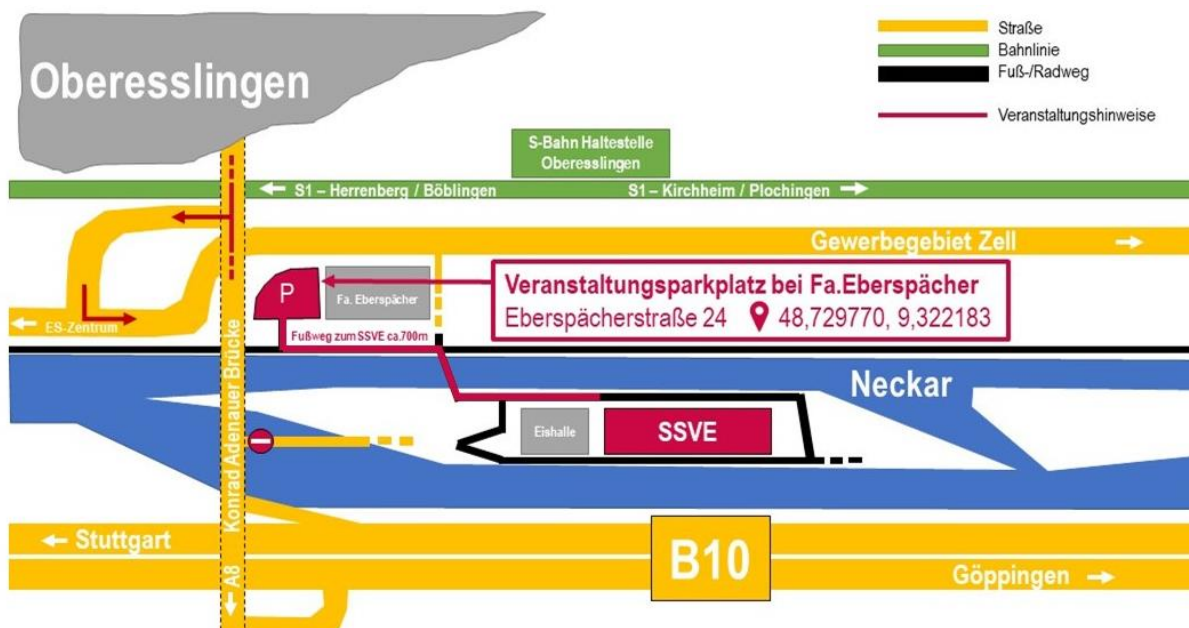 Oberesslingen
Straße
Bahnlinie
Fuß-/Radweg
Veranstaltungshinweise
S-Bahn Haltestelle
Oberesslingen
S1 – Herrenberg / Böblingen
S1 – Kirchheim / Plochingen
Gewerbegebiet Zell
P
Fa. Eberspächer
Veranstaltungsparkplatz bei Fa.Eberspächer
Eberspächerstraße 24 48,729770, 9,322183
ES-Zentrum
Fußweg zum SSVE ca.700m
Konrad Adenauer Brücke
Neckar
Eishalle
SSVE
Stuttgart
B10
A8
Göppingen